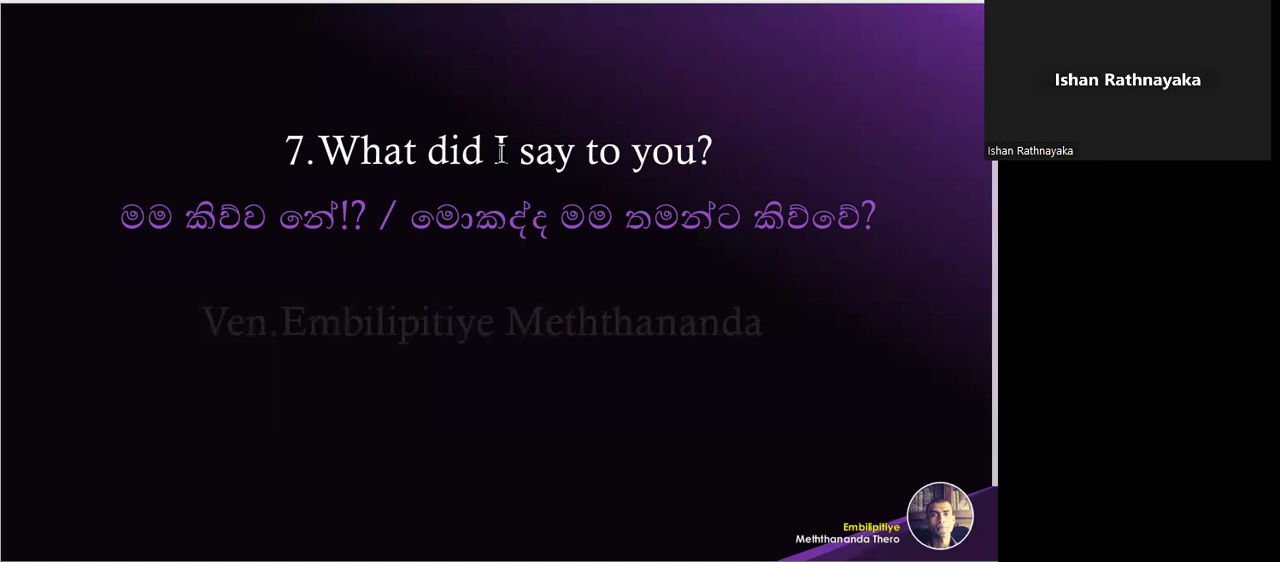 7.What did I say to you?
මම කිව්ව නේ!? / මොකද්ද මම තමන්ට කිව්වේ?
Ven.Embilipitiye Meththananda
Embilipitiye
Meththananda Thero
Ishan Rathnayaka
Ishan Rathnayaka